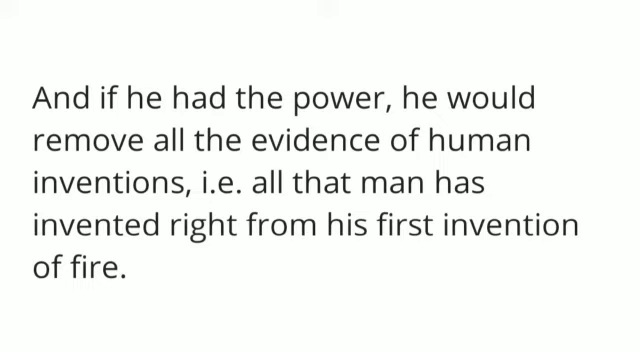 And if he had the power, he would
remove all the evidence of human
inventions, i.e. all that man has
invented right from his first invention
of fire.